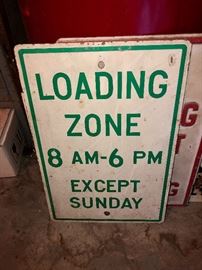 LOADING
ZONE
8 AM-6 PM
EXCEPT
SUNDAY